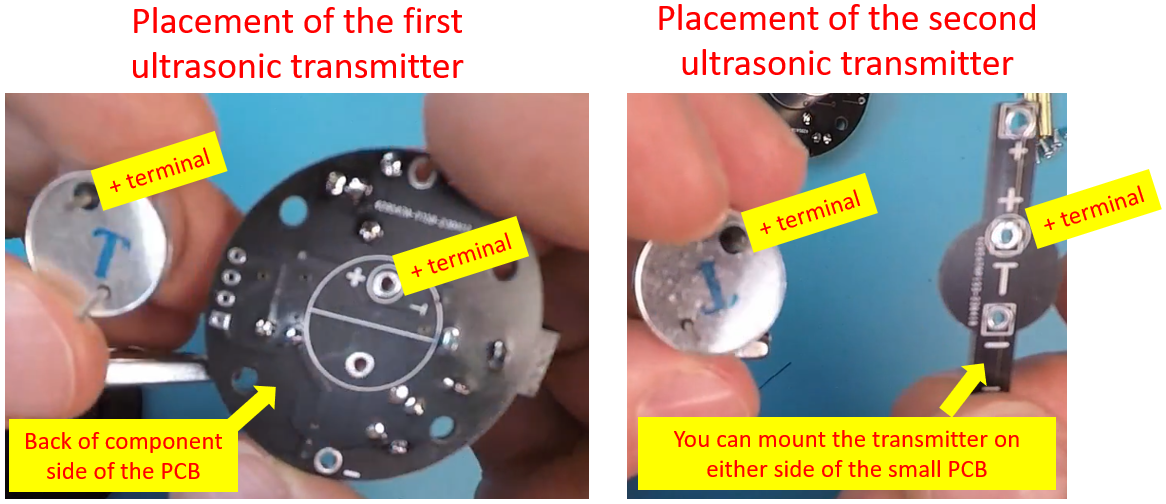 Placement of the first
ultrasonic transmitter
Placement of the second
ultrasonic transmitter
+ terminal
T
+ terminal
+
T
-
Back of component
side of the PCB
+ terminal
T
+
+
+ terminal
T
-
-
You can mount the transmitter on
either side of the small PCB